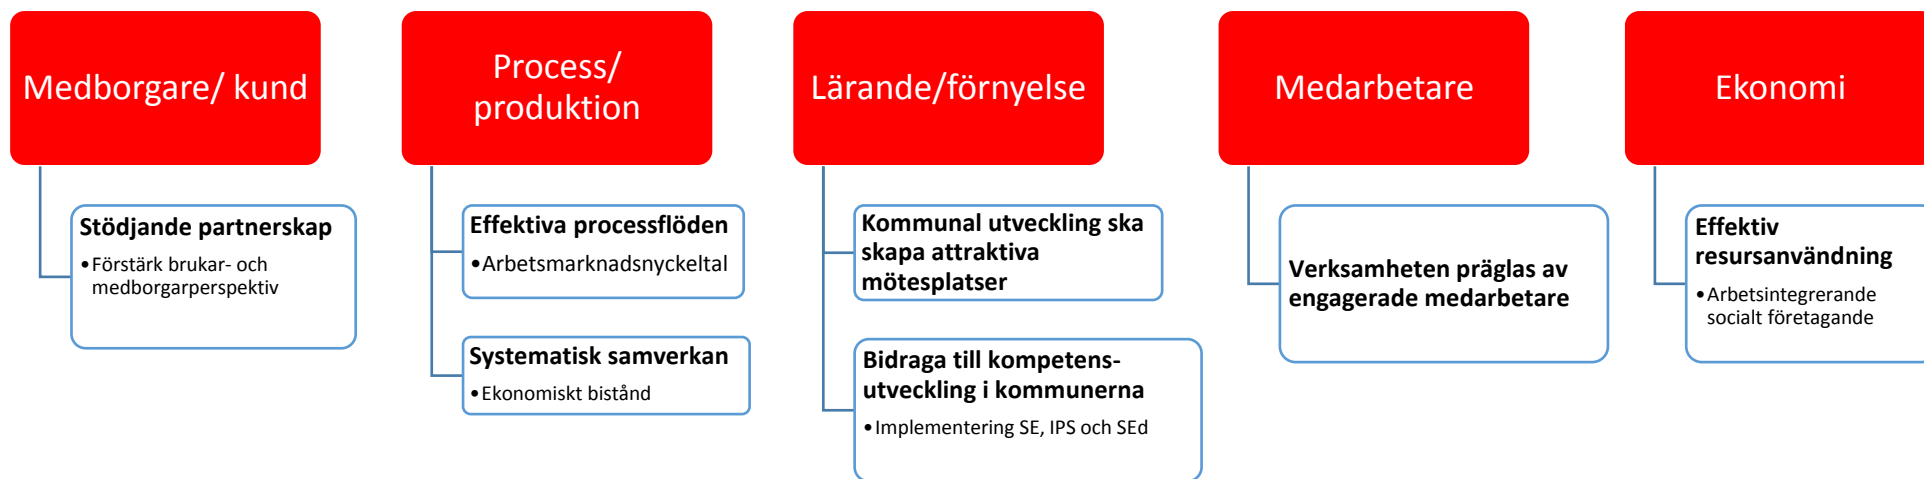 Medborgare/ kund
Stödjande partnerskap
•Förstärk brukar- och
medborgarperspektiv
Process/
produktion
Effektiva processflöden
•Arbetsmarknadsnyckeltal
Systematisk samverkan
•Ekonomiskt bistånd
Lärande/förnyelse
Kommunal utveckling ska
skapa attraktiva
mötesplatser
Bidraga till kompetens-
utveckling i kommunerna
•Implementering SE, IPS och SEd
Medarbetare
Verksamheten präglas av
engagerade medarbetare
Ekonomi
Effektiv
resursanvändning
•Arbetsintegrerande
socialt företagande